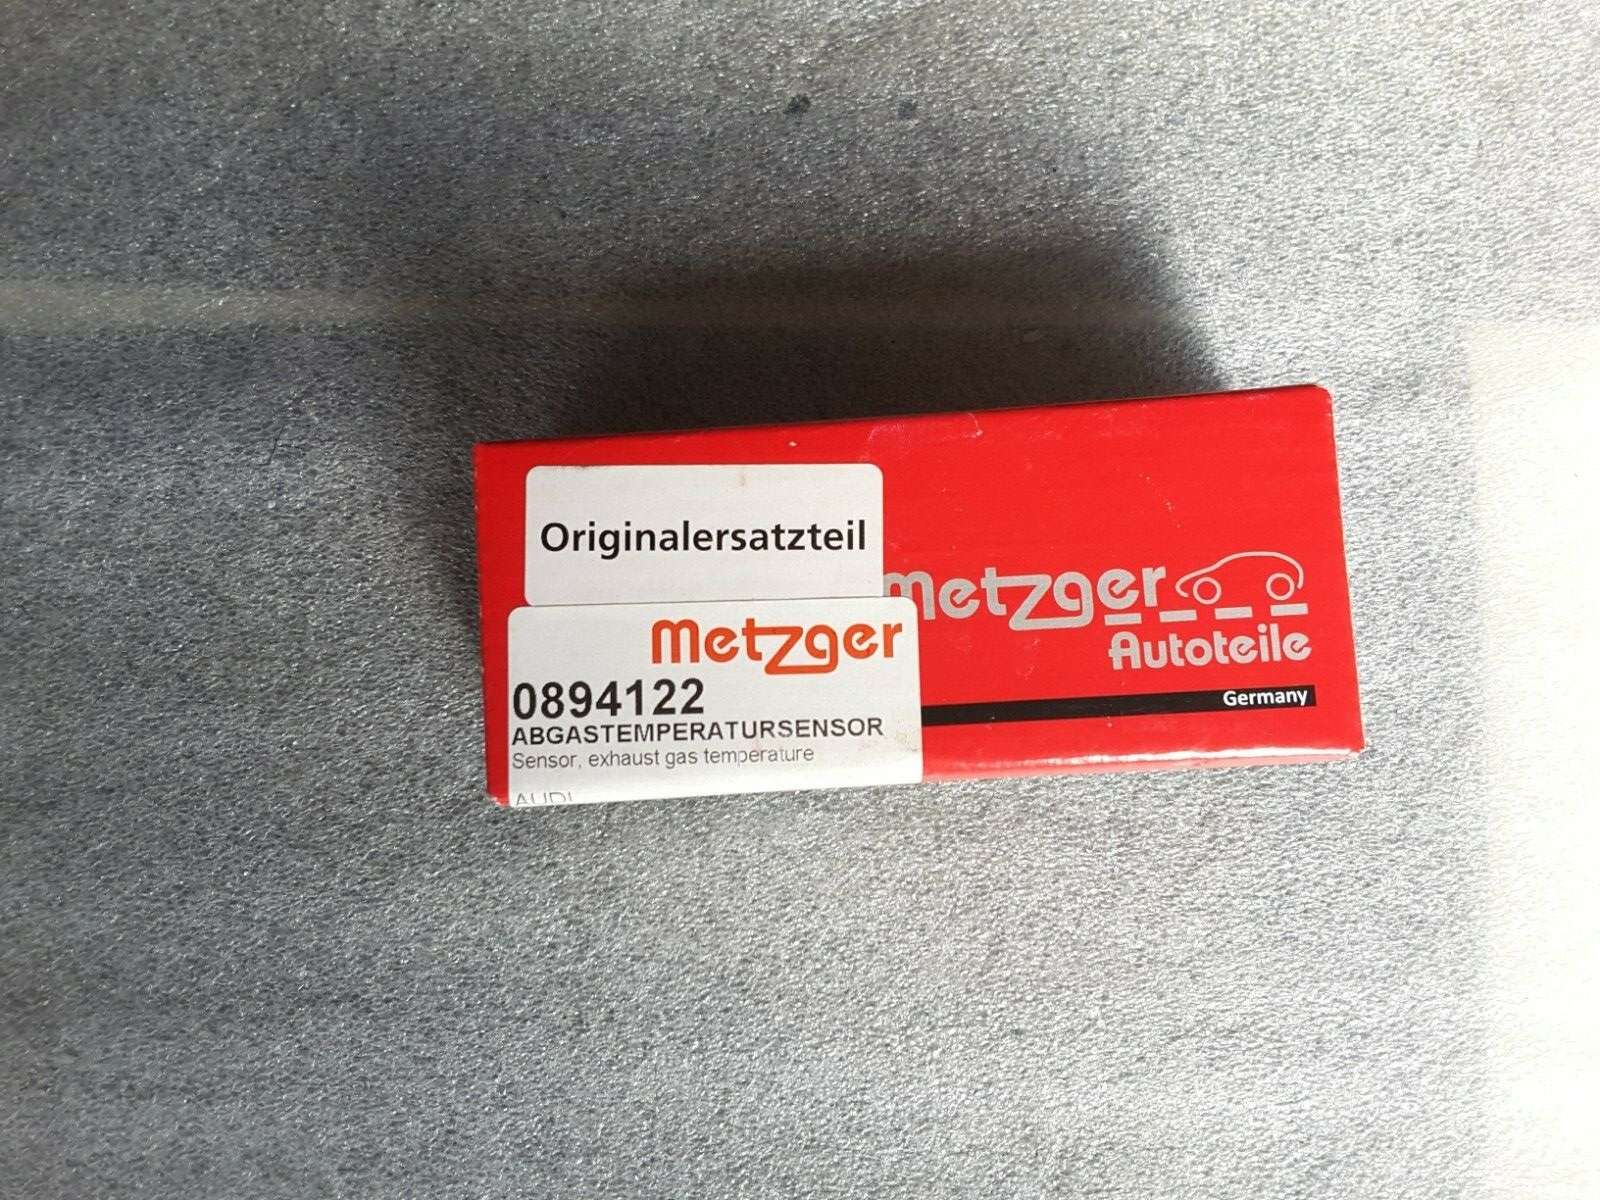 Originalersatzteil
metzger
Autoteile
Germany
metzger
0894122
ABGASTEMPERATURSENSOR
Sensor, exhaust gas temperature
AUDI